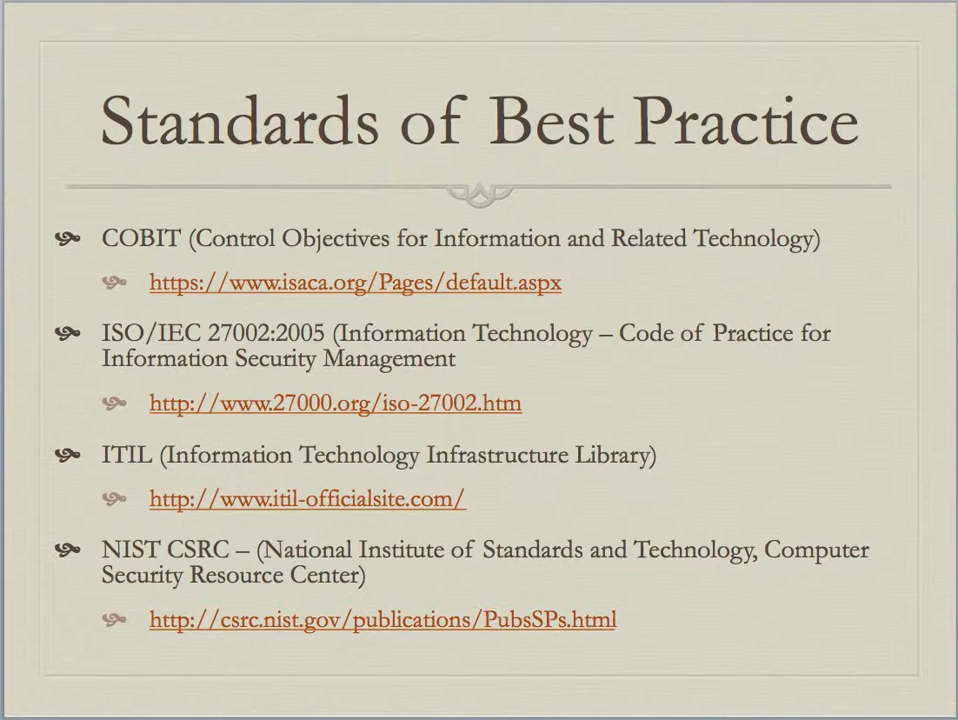 Standards of Best Practice
COBIT (Control Objectives for Information and Related Technology)
https://www.isaca.org/Pages/default.aspx
ISO/IEC 27002:2005 (Information Technology – Code of Practice for
Information Security Management
http://www.27000.org/iso-27002.htm
ITIL (Information Technology Infrastructure Library)
http://www.itil-officialsite.com/
NIST CSRC – (National Institute of Standards and Technology, Computer
Security Resource Center)
http://csrc.nist.gov/publications/PubsSPs.html